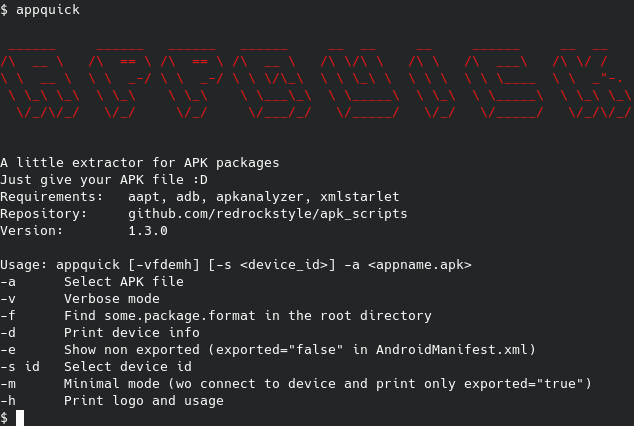 $ appquick
APPQUICK
A little extractor for APK packages
Just give your APK file :D
Requirements: aapt, adb, apkanalyzer, xmlstarlet
Repository: github.com/redrockstyle/apk_scripts
Version: 1.3.0
Usage: appquick [-vfdemh] [-s <device_id>] -a <appname.apk>
-a Select APK file
-v Verbose mode
-f Find some.package.format in the root directory
-d Print device info
-e Show non exported (exported="false" in AndroidManifest.xml)
-s id Select device id
-m Minimal mode (wo connect to device and print only exported="true")
-h Print logo and usage
$